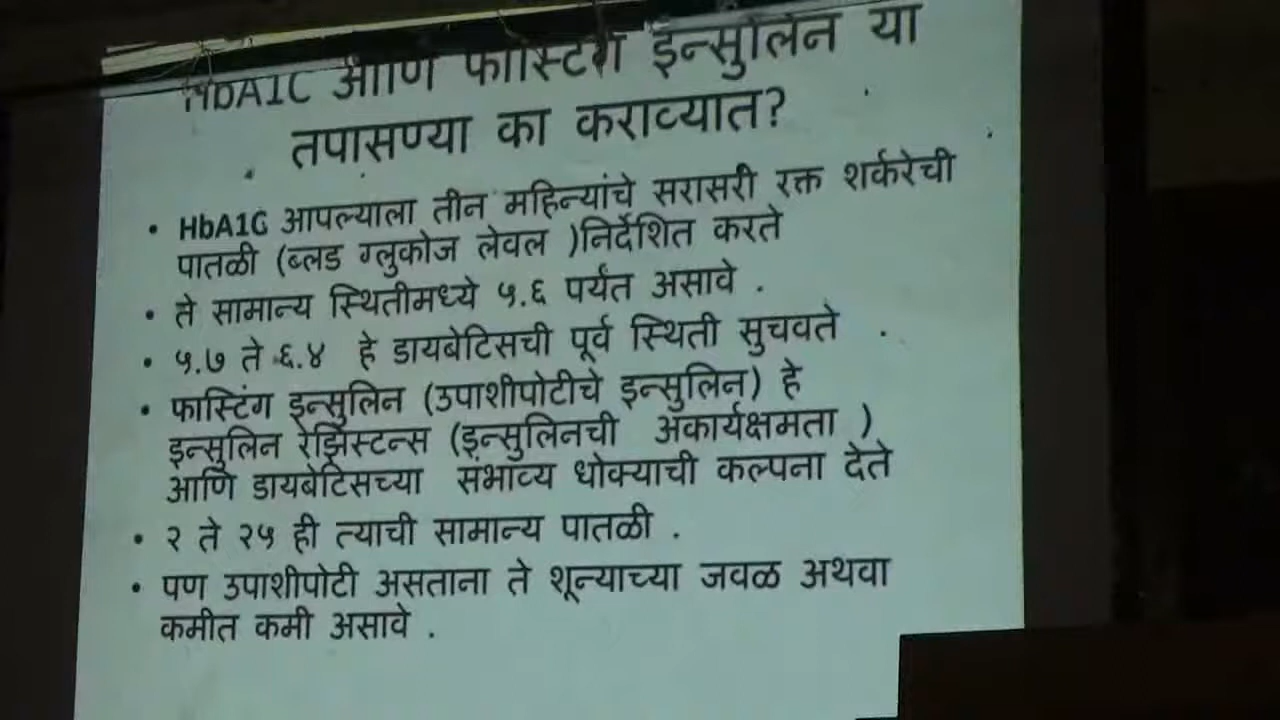 HbA1C आणि फास्टिंग इन्सुलिन या
तपासण्या का कराव्यात?
• HbA1C आपल्याला तीन महिन्यांचे सरासरी रक्त शर्करेची
पातळी (ब्लड ग्लुकोज लेवल )निर्देशित करते
• ते सामान्य स्थितीमध्ये ५.६ पर्यंत असावे .
• ५.७ ते ६.४ हे डायबेटिसची पूर्व स्थिती सुचवते .
• फास्टिंग इन्सुलिन (उपाशीपोटीचे इन्सुलिन) हे
इन्सुलिन रेझिस्टन्स (इन्सुलिनची अकार्यक्षमता )
आणि डायबेटिसच्या संभाव्य धोक्याची कल्पना देते
• २ ते २५ ही त्याची सामान्य पातळी .
• पण उपाशीपोटी असताना ते शून्याच्या जवळ अथवा
कमीत कमी असावे .